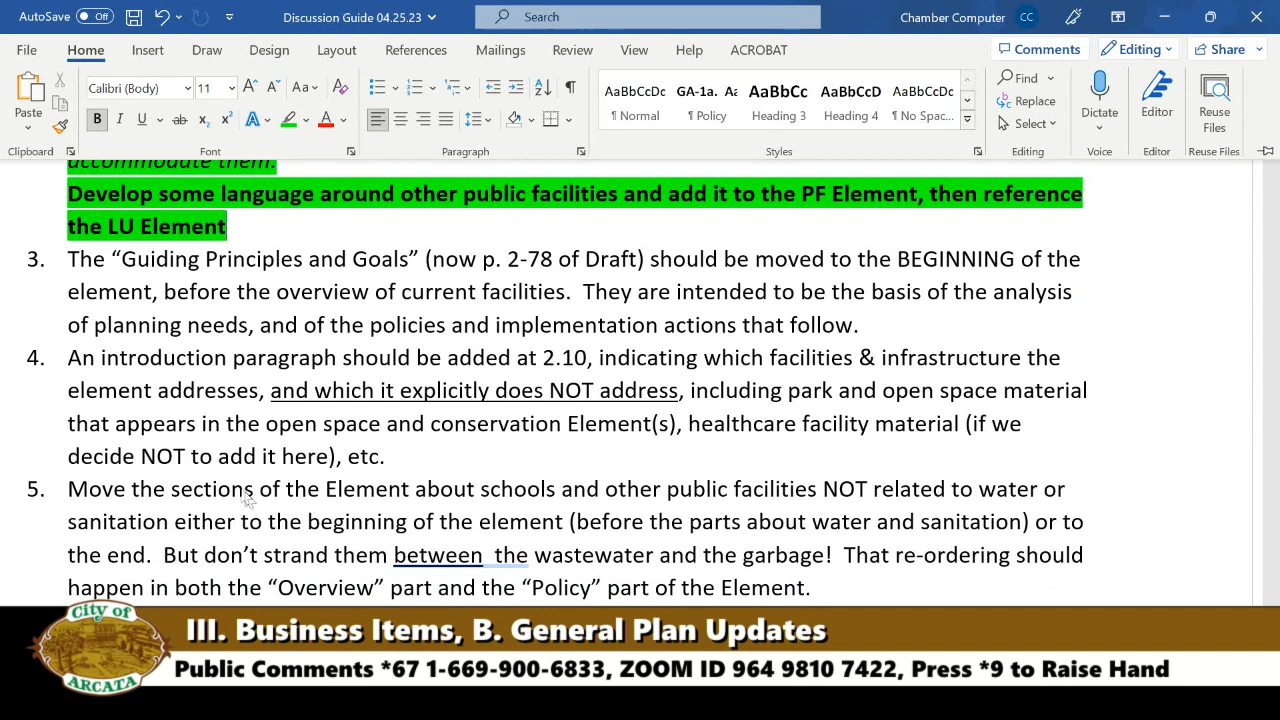 AutoSave Off Discussion Guide 04.25.23 Search Chamber Computer CC
File Home Insert Draw Design Layout References Mailings Review View Help ACROBAT Comments Editing Share
Calibri (Body) 11 Aa
Paste
Clipboard Font Paragraph
AaBbCcDc GA-1a. Aa AaBbCc AaBbCcD AaBbCcDc
¶ Normal ¶ Policy Heading 3 Heading 4 ¶ No Spac...
Styles
Find
Replace
Select
Editing
Dictate
Voice
Editor
Editor
Reuse
Files
Reuse Files
accommodate them.
Develop some language around other public facilities and add it to the PF Element, then reference
the LU Element
3. The “Guiding Principles and Goals” (now p. 2-78 of Draft) should be moved to the BEGINNING of the
element, before the overview of current facilities.  They are intended to be the basis of the analysis
of planning needs, and of the policies and implementation actions that follow.
4. An introduction paragraph should be added at 2.10, indicating which facilities & infrastructure the
element addresses, and which it explicitly does NOT address, including park and open space material
that appears in the open space and conservation Element(s), healthcare facility material (if we
decide NOT to add it here), etc.
5. Move the sections of the Element about schools and other public facilities NOT related to water or
sanitation either to the beginning of the element (before the parts about water and sanitation) or to
the end.  But don’t strand them between  the wastewater and the garbage!  That re-ordering should
happen in both the “Overview” part and the “Policy” part of the Element.
City of
ARCATA
III. Business Items, B. General Plan Updates
Public Comments *67 1-669-900-6833, ZOOM ID 964 9810 7422, Press *9 to Raise Hand